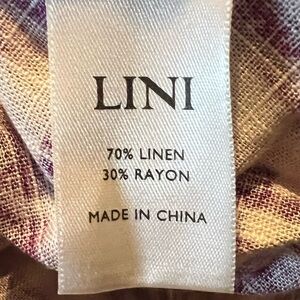 LINI
70% LINEN
30% RAYON
MADE IN CHINA